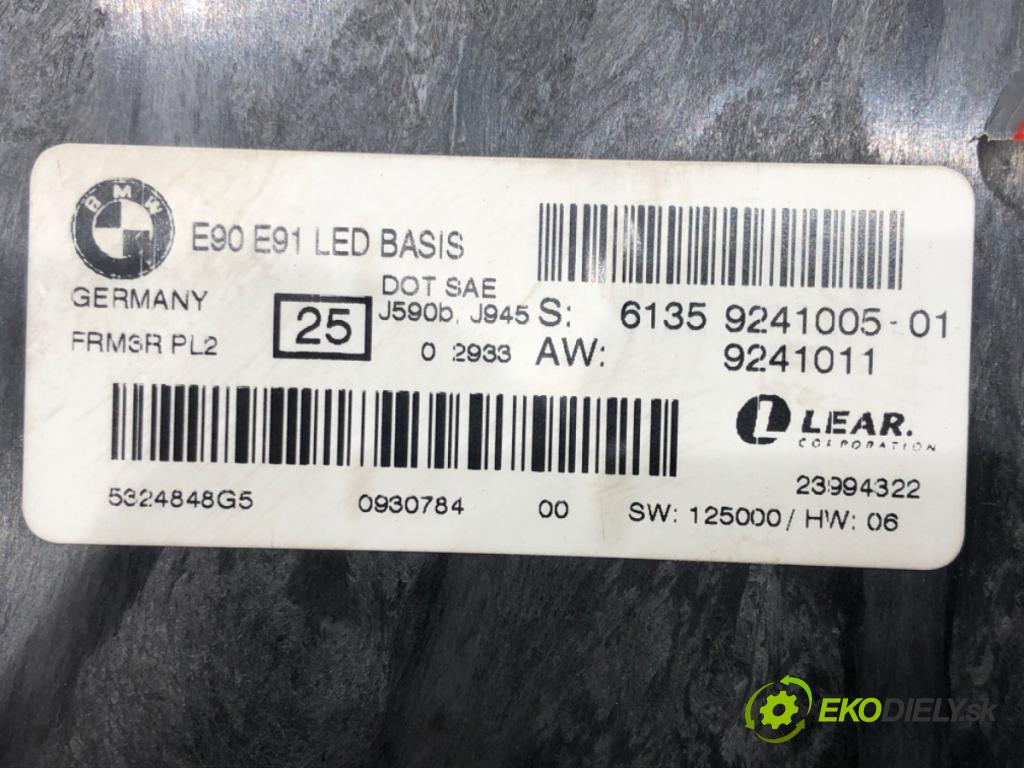 BMW
E90 E91 LED BASIS
GERMANY
DOT SAE
J590b, J945
FRM3R PL2
25
0 2933
S: 6135 9241005-01
AW: 9241011
LEAR.
CORPORATION
23994322
5324848G5 0930784 00 SW: 125000/ HW: 06
EKODIELY.sk